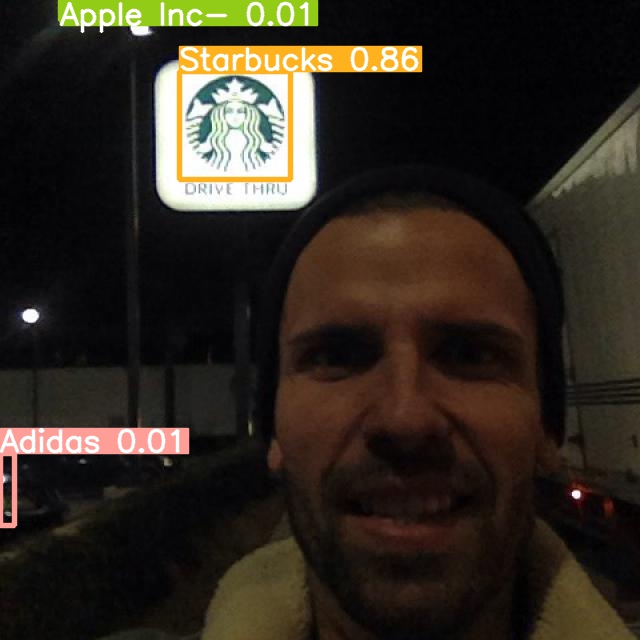 Apple Inc— 0.01
Starbucks 0.86
DRIVE THRU
Adidas 0.01